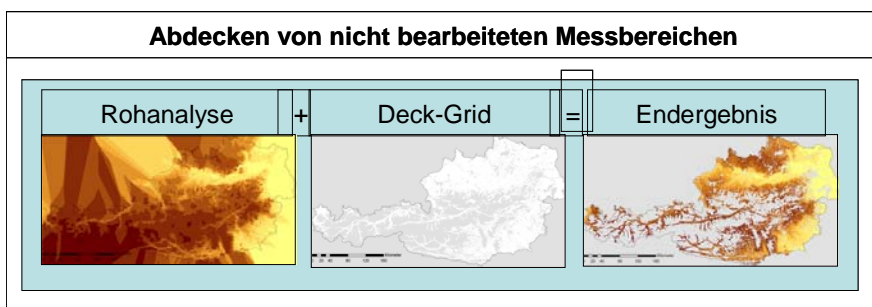 Abdecken von nicht bearbeiteten Messbereichen
Rohanalyse + Deck-Grid = Endergebnis